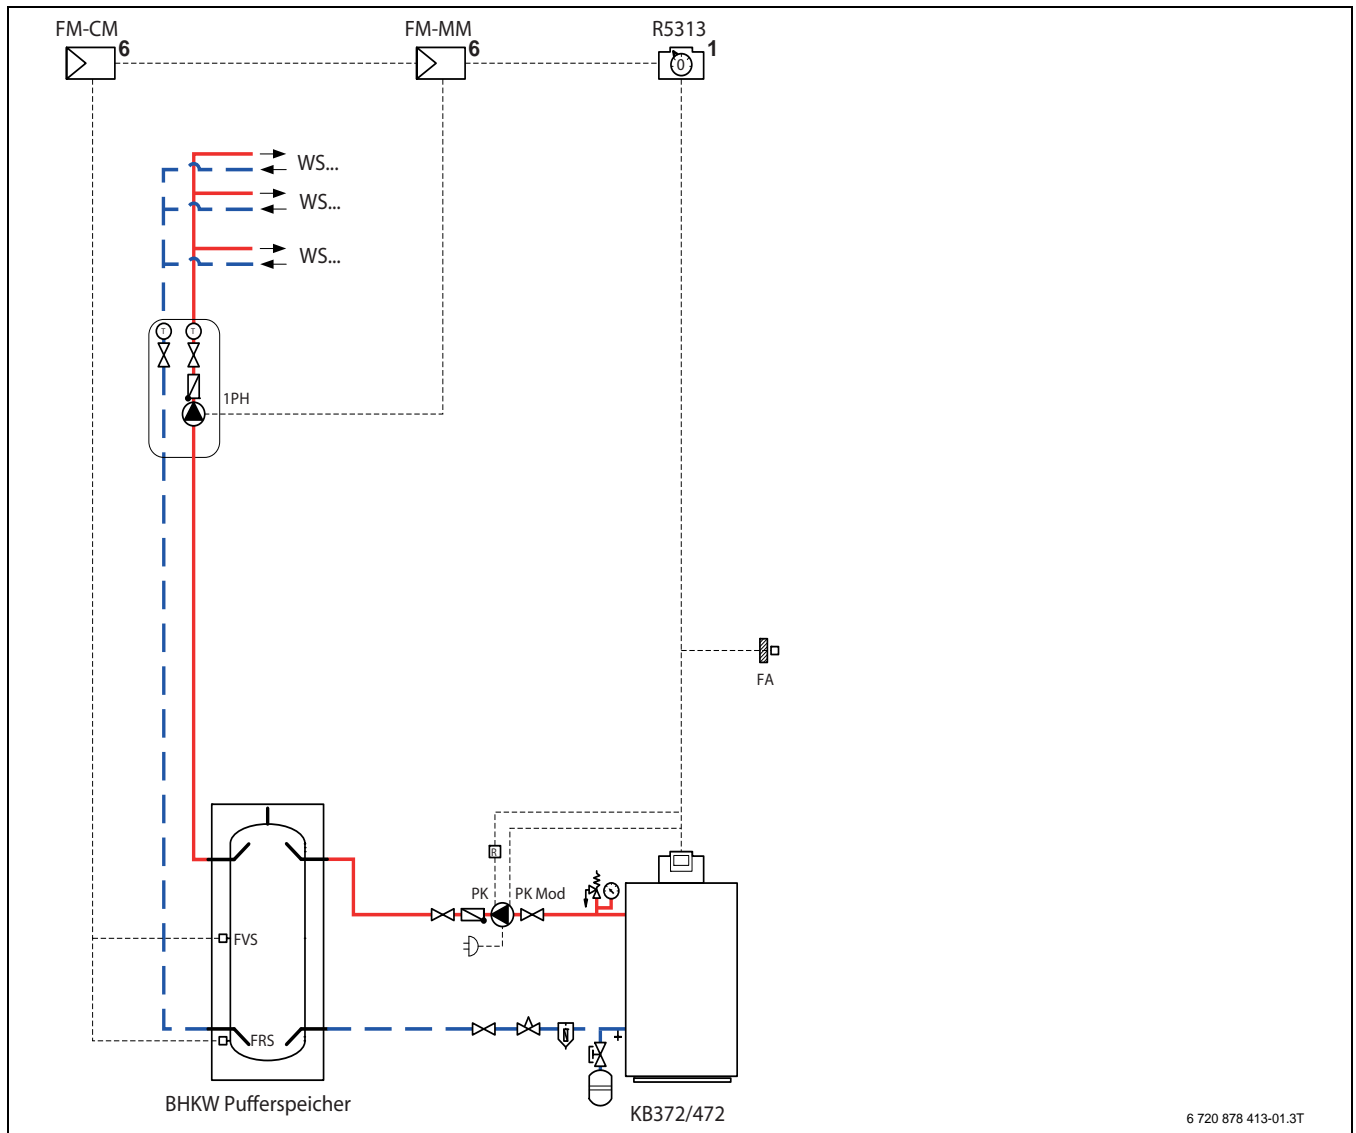 FM-CM
6
FM-MM
6
R5313
1
0
WS...
WS...
WS...
T
T
1PH
FA
R
PK
PK Mod
FVS
FRS
BHKW Pufferspeicher
KB372/472
6 720 878 413-01.3T